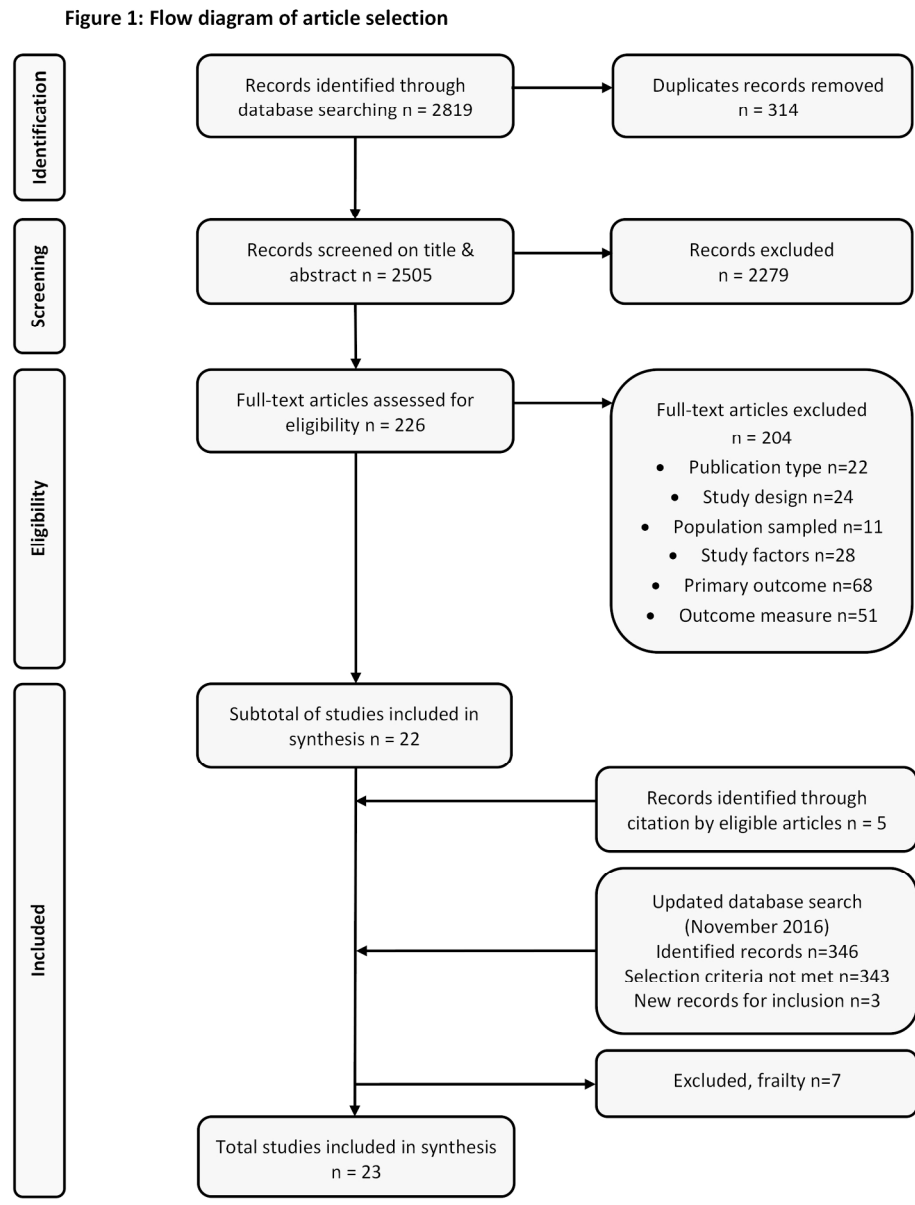 Figure 1: Flow diagram of article selection
Identification
Records identified through
database searching n = 2819
Duplicates records removed
n = 314
Screening
Records screened on title &
abstract n = 2505
Records excluded
n = 2279
Eligibility
Full-text articles assessed for
eligibility n = 226
Full-text articles excluded
n = 204
• Publication type n=22
• Study design n=24
• Population sampled n=11
• Study factors n=28
• Primary outcome n=68
• Outcome measure n=51
Included
Subtotal of studies included in
synthesis n = 22
Records identified through
citation by eligible articles n = 5
Updated database search
(November 2016)
Identified records n=346
Selection criteria not met n=343
New records for inclusion n=3
Excluded, frailty n=7
Total studies included in synthesis
n = 23